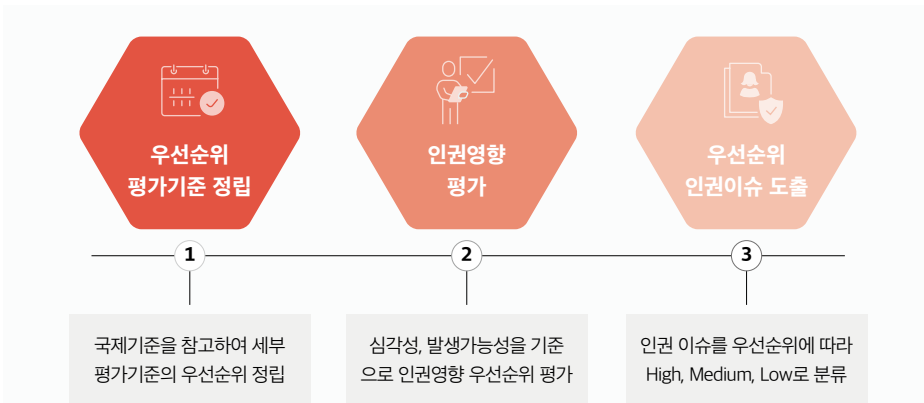 우선순위
평가기준 정립
인권영향
평가
우선순위
인권이슈 도출
1
2
3
국제기준을 참고하여 세부
평가기준의 우선순위 정립
심각성, 발생가능성을 기준
으로 인권영향 우선순위 평가
인권 이슈를 우선순위에 따라
High, Medium, Low로 분류